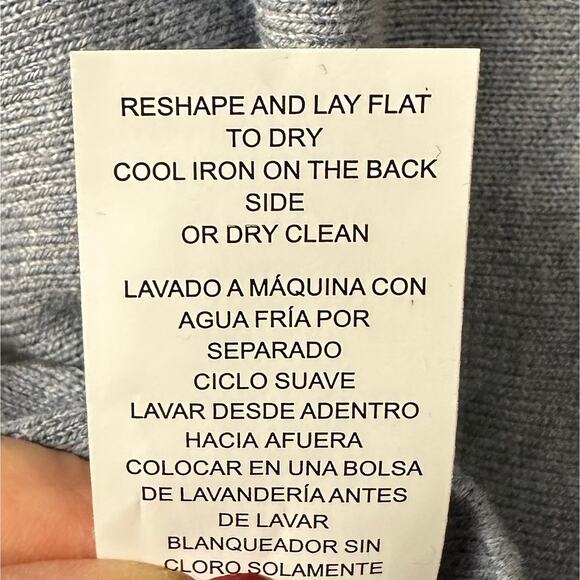 RESHAPE AND LAY FLAT
TO DRY
COOL IRON ON THE BACK
SIDE
OR DRY CLEAN
LAVADO A MÁQUINA CON
AGUA FRÍA POR
SEPARADO
CICLO SUAVE
LAVAR DESDE ADENTRO
HACIA AFUERA
COLOCAR EN UNA BOLSA
DE LAVANDERÍA ANTES
DE LAVAR
BLANQUEADOR SIN
CLORO SOLAMENTE